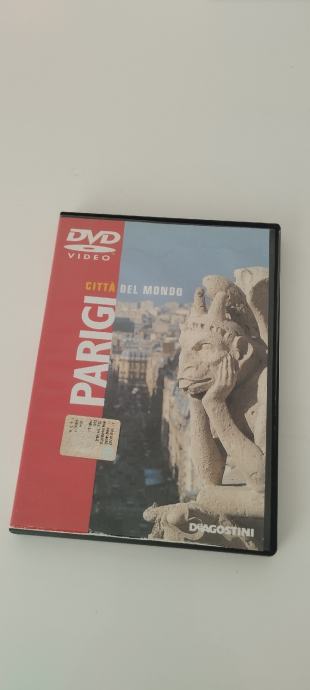 DVD
VIDEO
CITTÀ DEL MONDO
PARIGI
DEAGOSTINI